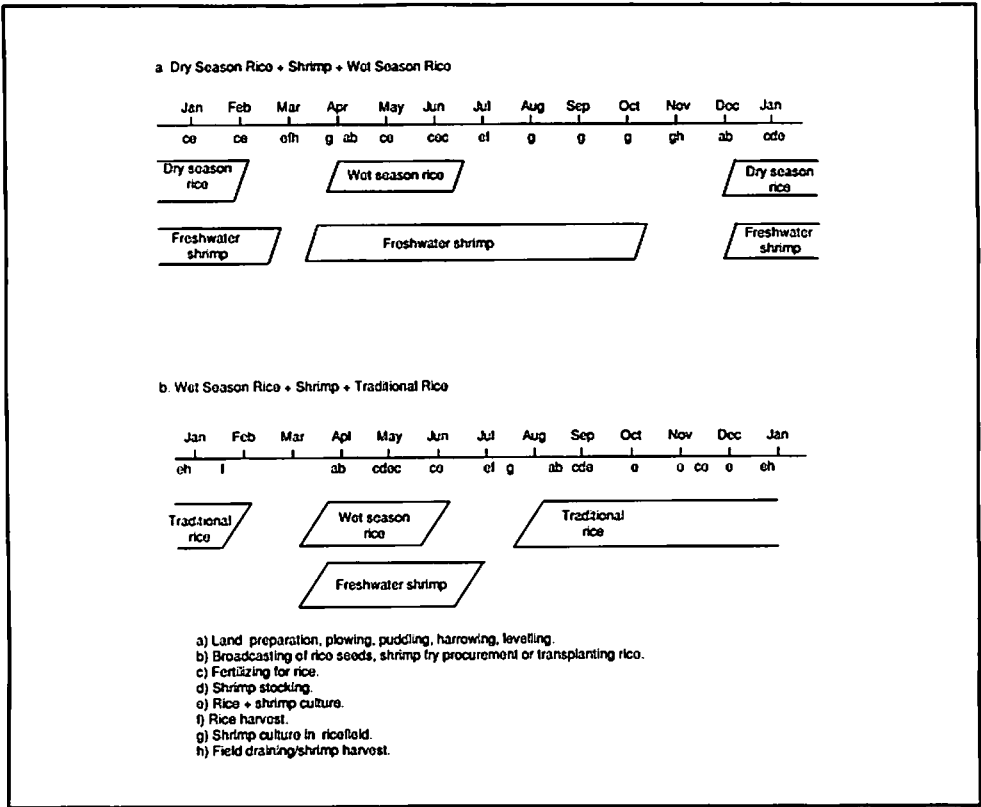 a Dry Season Rice + Shrimp + Wet Season Rice
Jan Feb Mar Apr May Jun Jul Aug Sep Oct Nov Dec Jan
ce ce efh g ab ce cec ef g g g gh ab cde
Dry season rice
Wet season rice
Dry season rice
Freshwater shrimp
Freshwater shrimp
Freshwater shrimp
b. Wet Season Rice + Shrimp + Traditional Rice
Jan Feb Mar Apl May Jun Jul Aug Sep Oct Nov Dec Jan
eh f ab cdec ce ef g ab cde e e ce e eh
Traditional rice
Wet season rice
Traditional rice
Freshwater shrimp
a) Land preparation, plowing, puddling, harrowing, levelling.
b) Broadcasting of rice seeds, shrimp fry procurement or transplanting rice.
c) Fertilizing for rice.
d) Shrimp stocking.
e) Rice + shrimp culture.
f) Rice harvest.
g) Shrimp culture in ricefield.
h) Field draining/shrimp harvest.